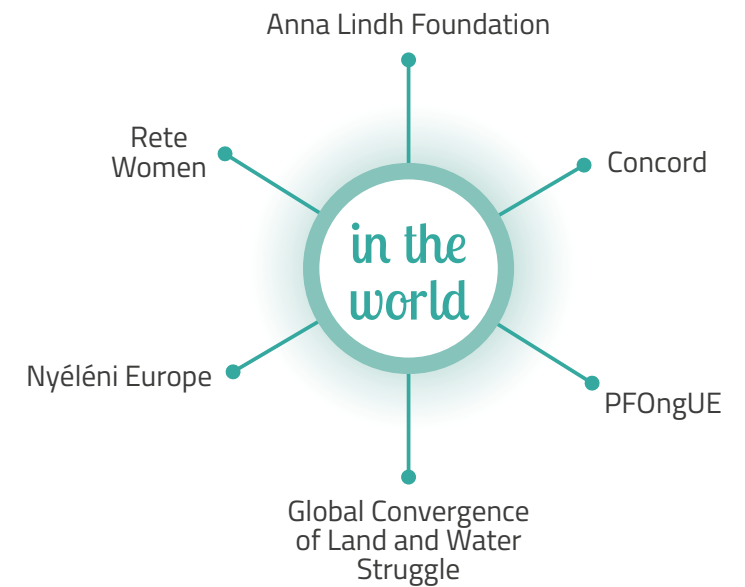 Anna Lindh Foundation
Rete
Women
Concord
in the
world
Nyéléni Europe
PFOngUE
Global Convergence
of Land and Water
Struggle